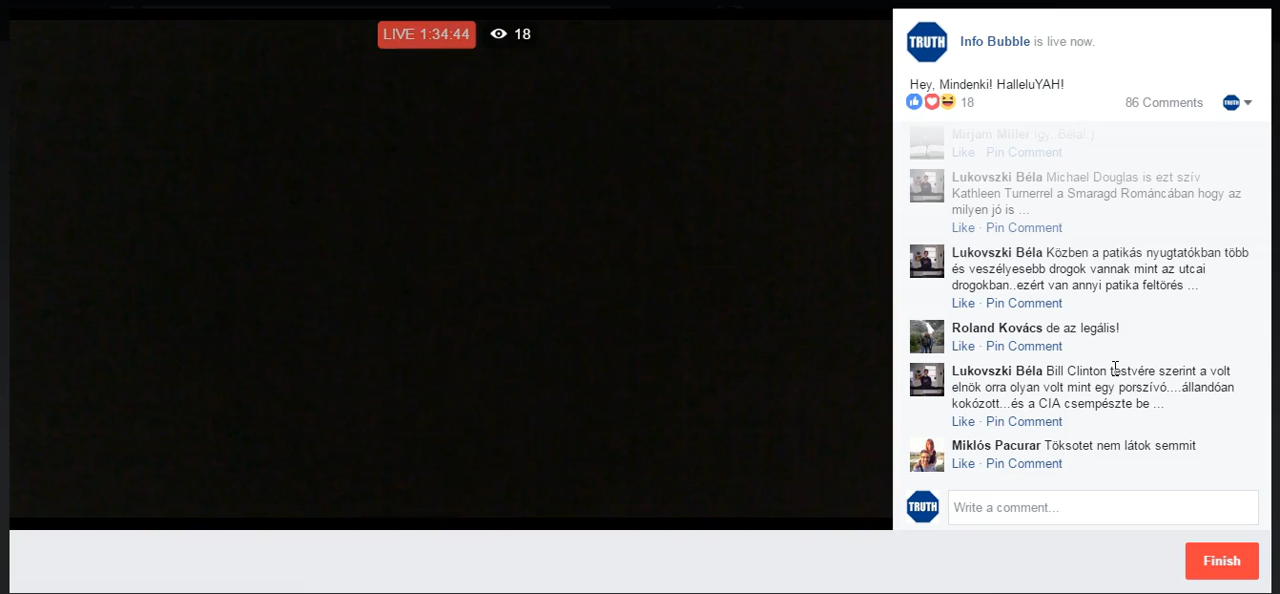 LIVE 1:34:44 18
TRUTH
Info Bubble is live now.
Hey, Mindenki! HalleluYAH!
18 86 Comments TRUTH
Mirjam Miller így..Béla!:)
Like · Pin Comment
Lukovszki Béla Michael Douglas is ezt szív
Kathleen Turnerrel a Smaragd Románcában hogy az
milyen jó is ...
Like · Pin Comment
Lukovszki Béla Közben a patikás nyugtatókban több
és veszélyesebb drogok vannak mint az utcai
drogokban..ezért van annyi patika feltörés ...
Like · Pin Comment
Roland Kovács de az legális!
Like · Pin Comment
Lukovszki Béla Bill Clinton testvére szerint a volt
elnök orra olyan volt mint egy porszívó....állandóan
kokózott...és a CIA csempészte be ...
Like · Pin Comment
Miklós Pacurar Töksotet nem látok semmit
Like · Pin Comment
TRUTH
Write a comment...
Finish